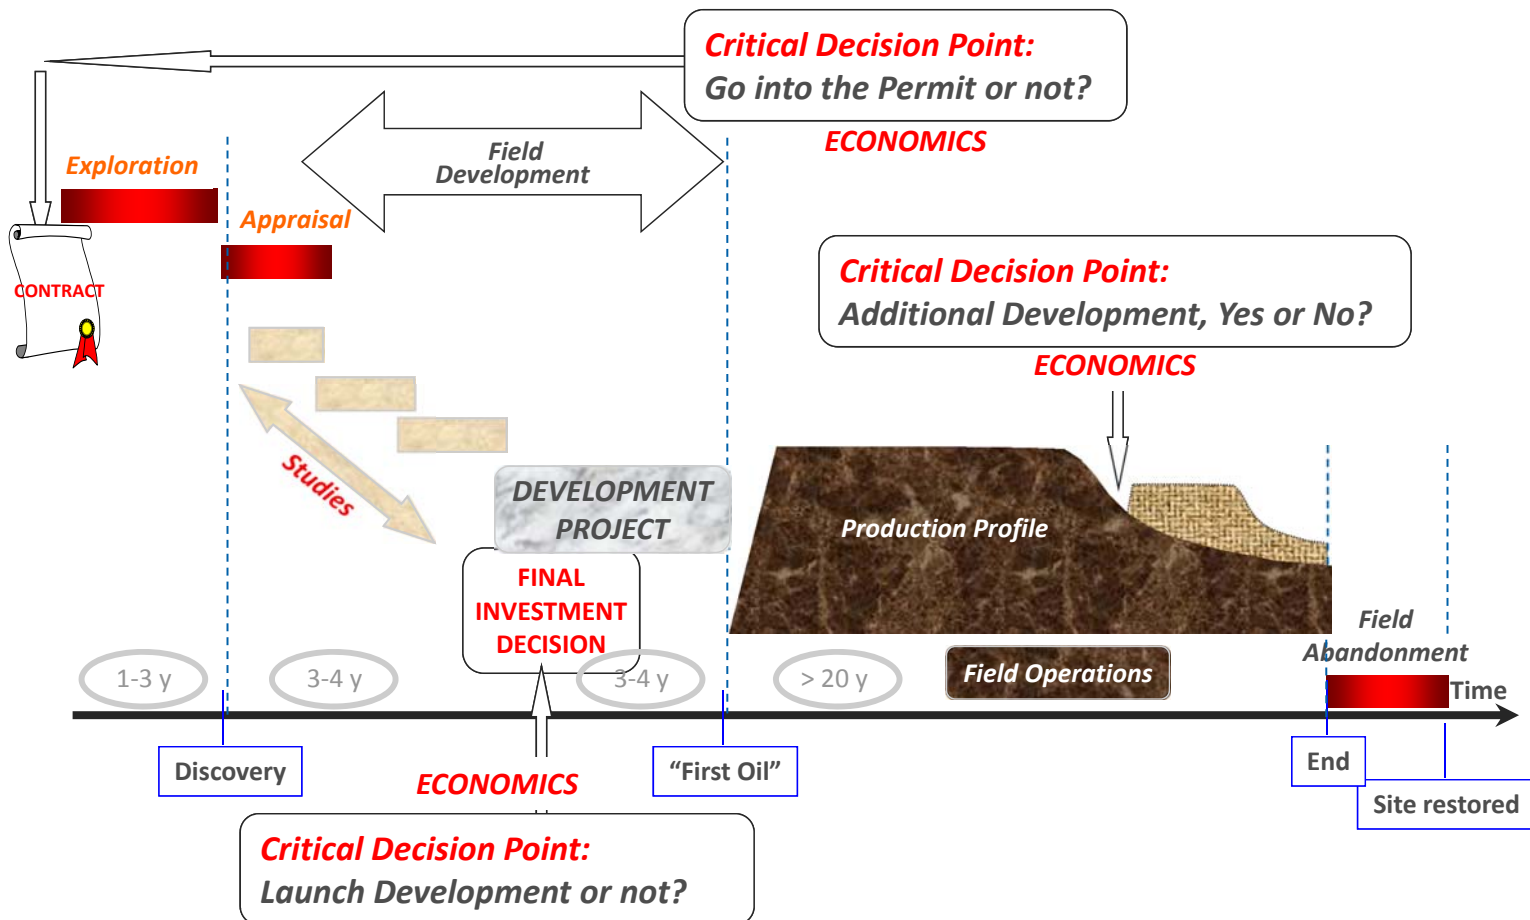 Critical Decision Point:
Go into the Permit or not?
ECONOMICS
Field
Development
Exploration
Appraisal
CONTRACT
Critical Decision Point:
Additional Development, Yes or No?
ECONOMICS
Studies
DEVELOPMENT
PROJECT
Production Profile
FINAL
INVESTMENT
DECISION
Field
Abandonment
1-3 y
3-4 y
3-4 y
> 20 y
Field Operations
Time
Discovery
“First Oil”
End
Site restored
ECONOMICS
Critical Decision Point:
Launch Development or not?